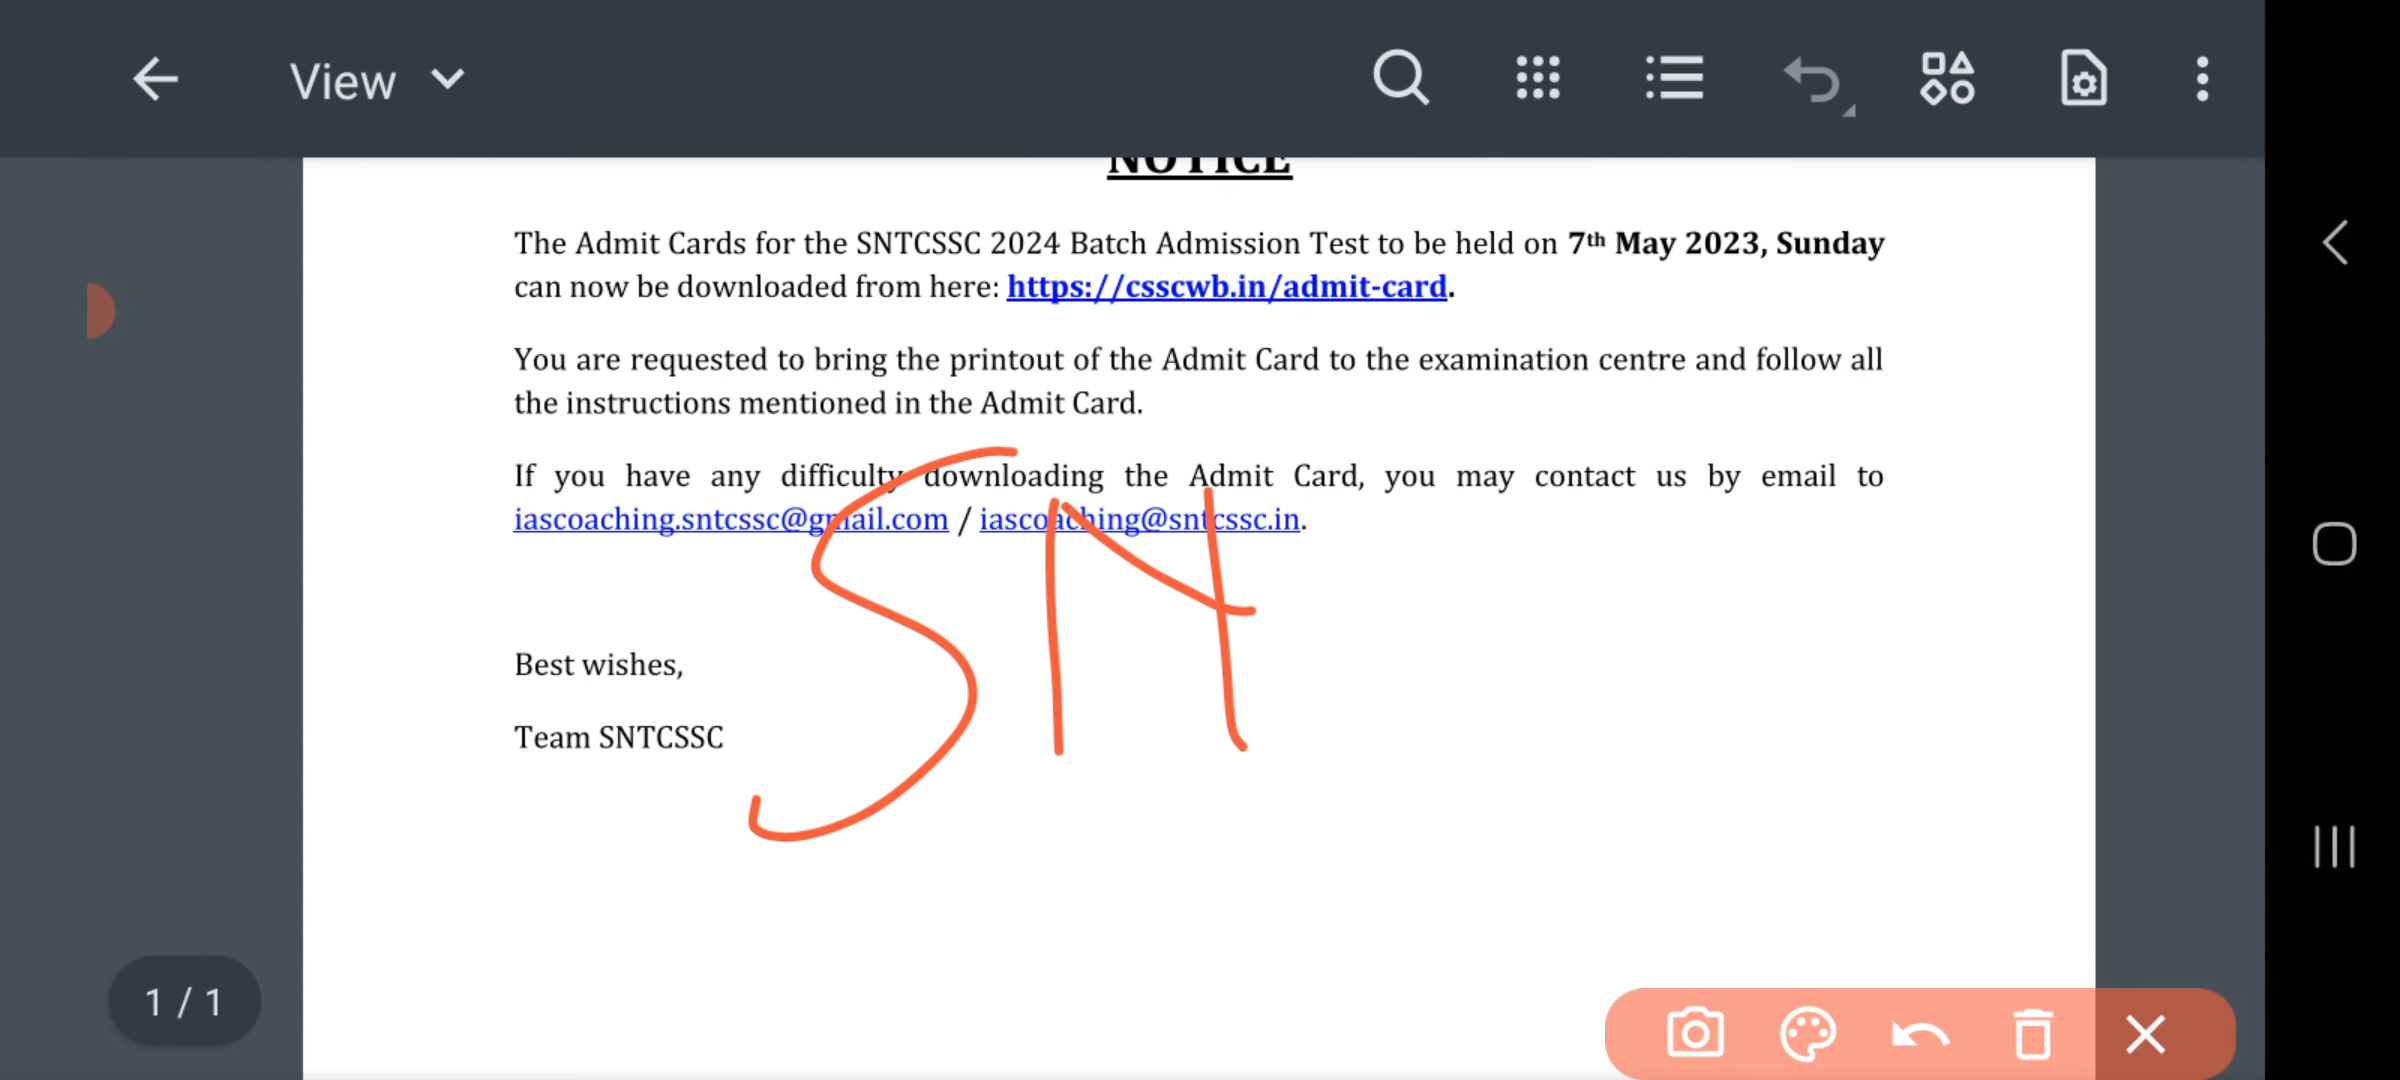 View
NOTICE
The Admit Cards for the SNTCSSC 2024 Batch Admission Test to be held on 7th May 2023, Sunday
can now be downloaded from here: https://csscwb.in/admit-card.
You are requested to bring the printout of the Admit Card to the examination centre and follow all
the instructions mentioned in the Admit Card.
If you have any difficulty downloading the Admit Card, you may contact us by email to
iascoaching.sntcssc@gmail.com / iascoaching@sntcssc.in.
SN
Best wishes,
Team SNTCSSC
1 / 1